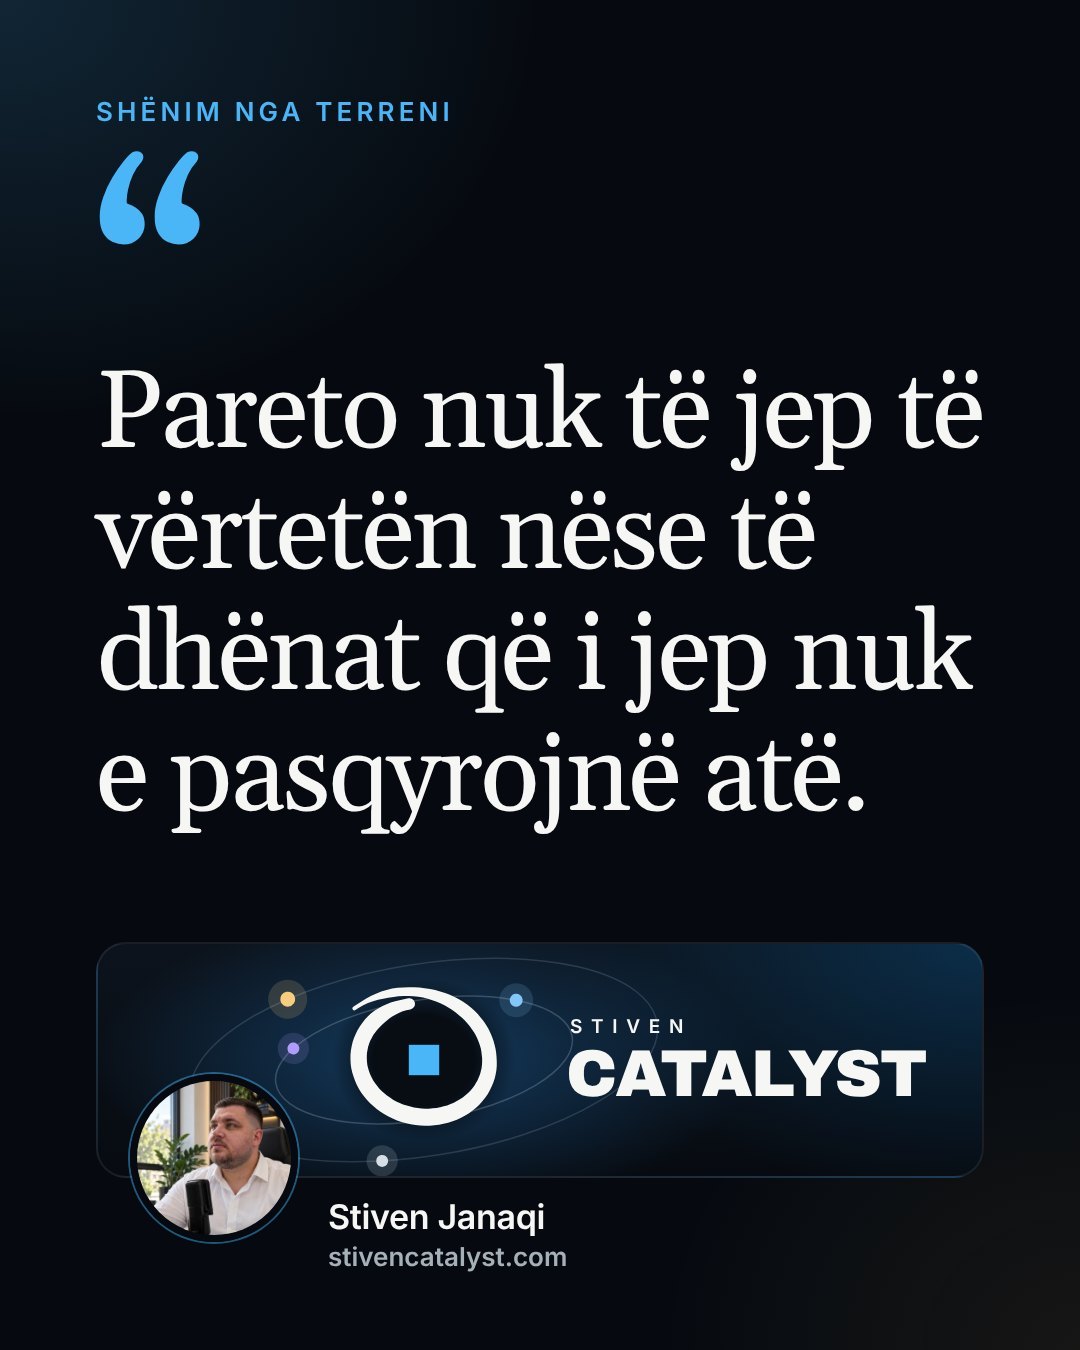 SHËNIM NGA TERRENI
“
Pareto nuk të jep të
vërtetën nëse të
dhënat që i jep nuk
e pasqyrojnë atë.
STIVEN
CATALYST
Stiven Janaqi
stivencatalyst.com